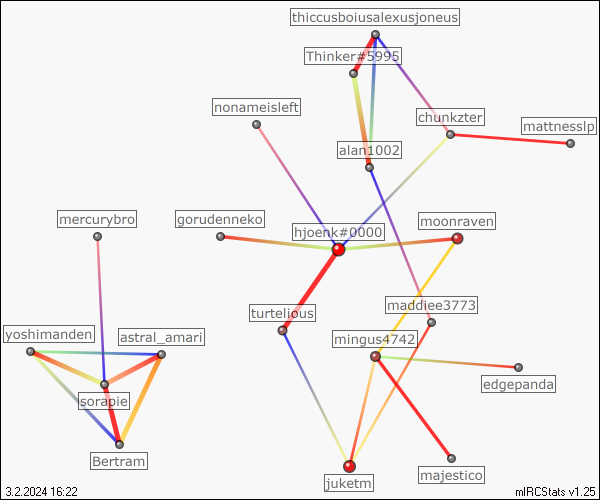 thiccusboiusalexusjoneus
Thinker#5995
nonameisleft
chunkzter
mattnesslp
alan1002
mercurybro
gorudenneko
hjoenk#0000
moonraven
turtelious
maddiee3773
yoshimanden
astral_amari
mingus4742
edgepanda
sorapie
Bertram
majestico
juketm
3.2.2024 16:22
mIRCStats v1.25